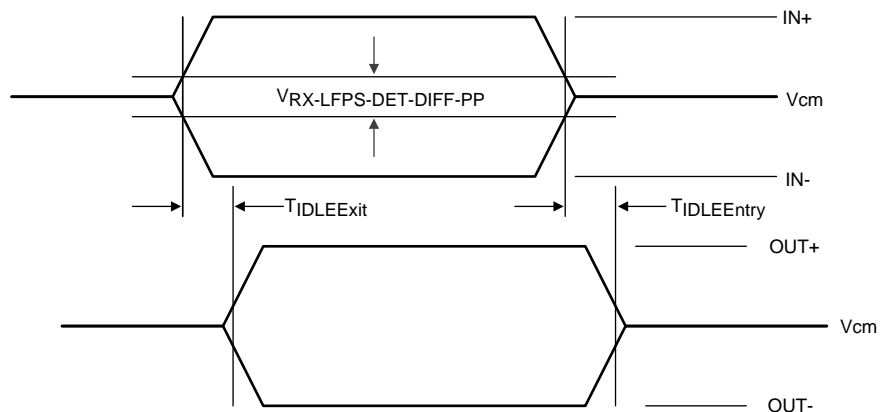 IN+
VRX-LFPS-DET-DIFF-PP
Vcm
IN-
TIDLEExit
TIDLEEntry
OUT+
Vcm
OUT-